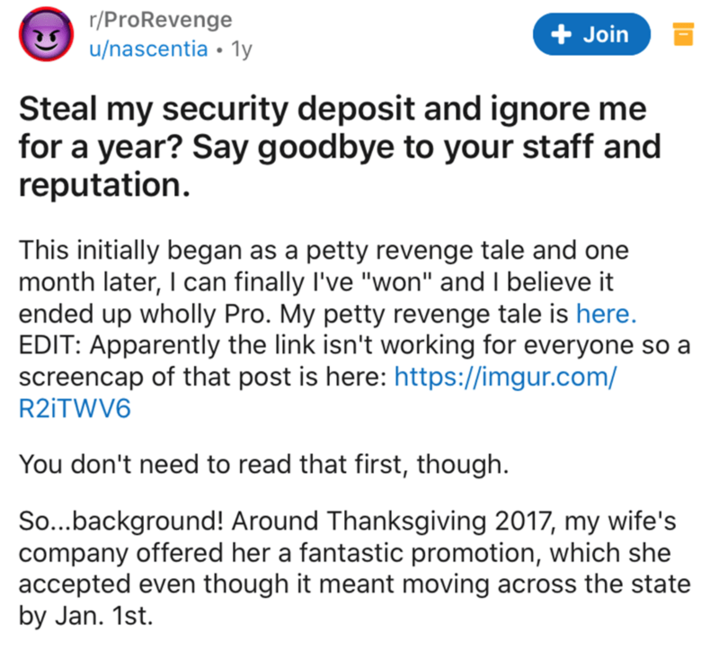 r/ProRevenge
u/nascentia • 1y
+ Join
Steal my security deposit and ignore me
for a year? Say goodbye to your staff and
reputation.
This initially began as a petty revenge tale and one
month later, I can finally I've "won" and I believe it
ended up wholly Pro. My petty revenge tale is here.
EDIT: Apparently the link isn't working for everyone so a
screencap of that post is here: https://imgur.com/
R2iTWV6
You don't need to read that first, though.
So...background! Around Thanksgiving 2017, my wife's
company offered her a fantastic promotion, which she
accepted even though it meant moving across the state
by Jan. 1st.